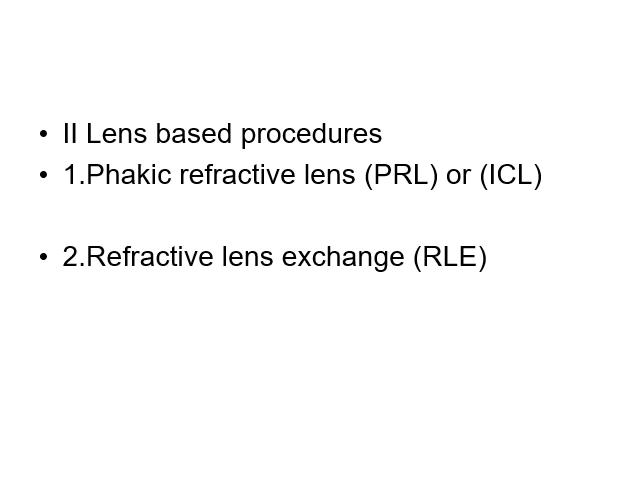 • II Lens based procedures
• 1.Phakic refractive lens (PRL) or (ICL)
• 2.Refractive lens exchange (RLE)